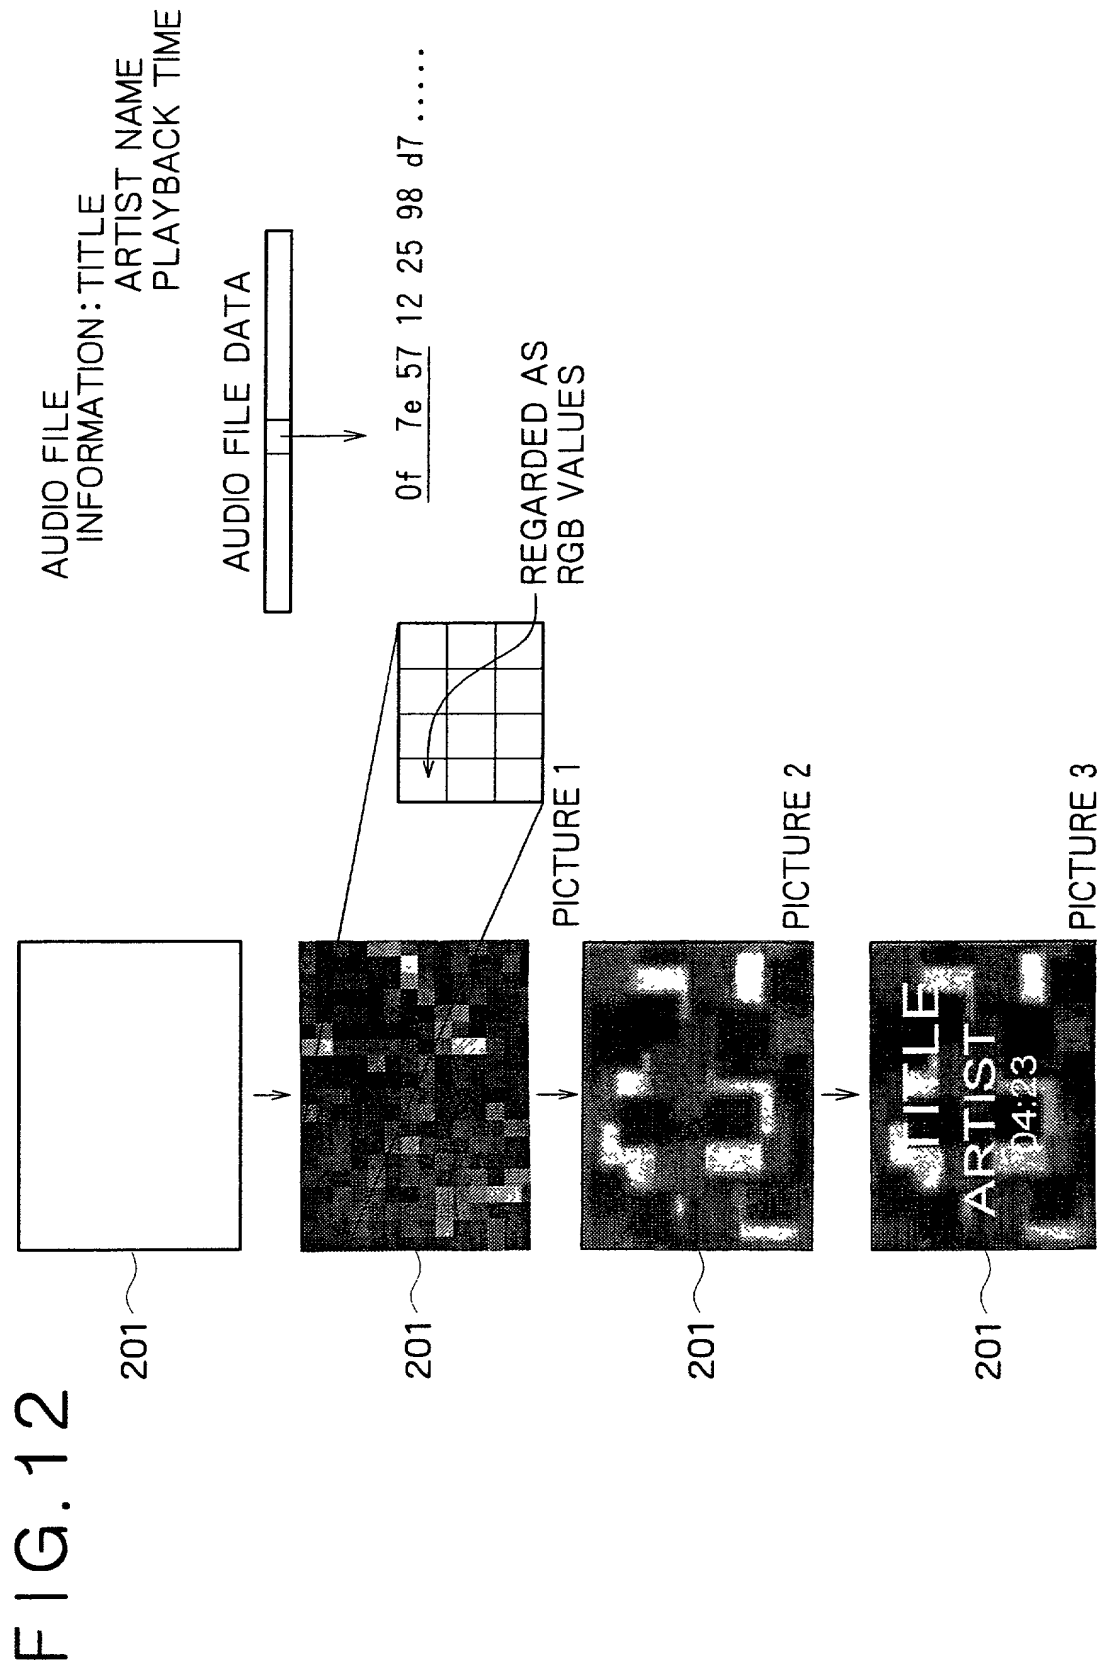 FIG.12
AUDIO FILE
INFORMATION:TITLE
ARTIST NAME
PLAYBACK TIME
AUDIO FILE DATA
0f 7e 57 12 25 98 d7 .....
REGARDED AS
RGB VALUES
201
201
PICTURE 1
201
PICTURE 2
TITLE
ARTIST
04:23
201
PICTURE 3